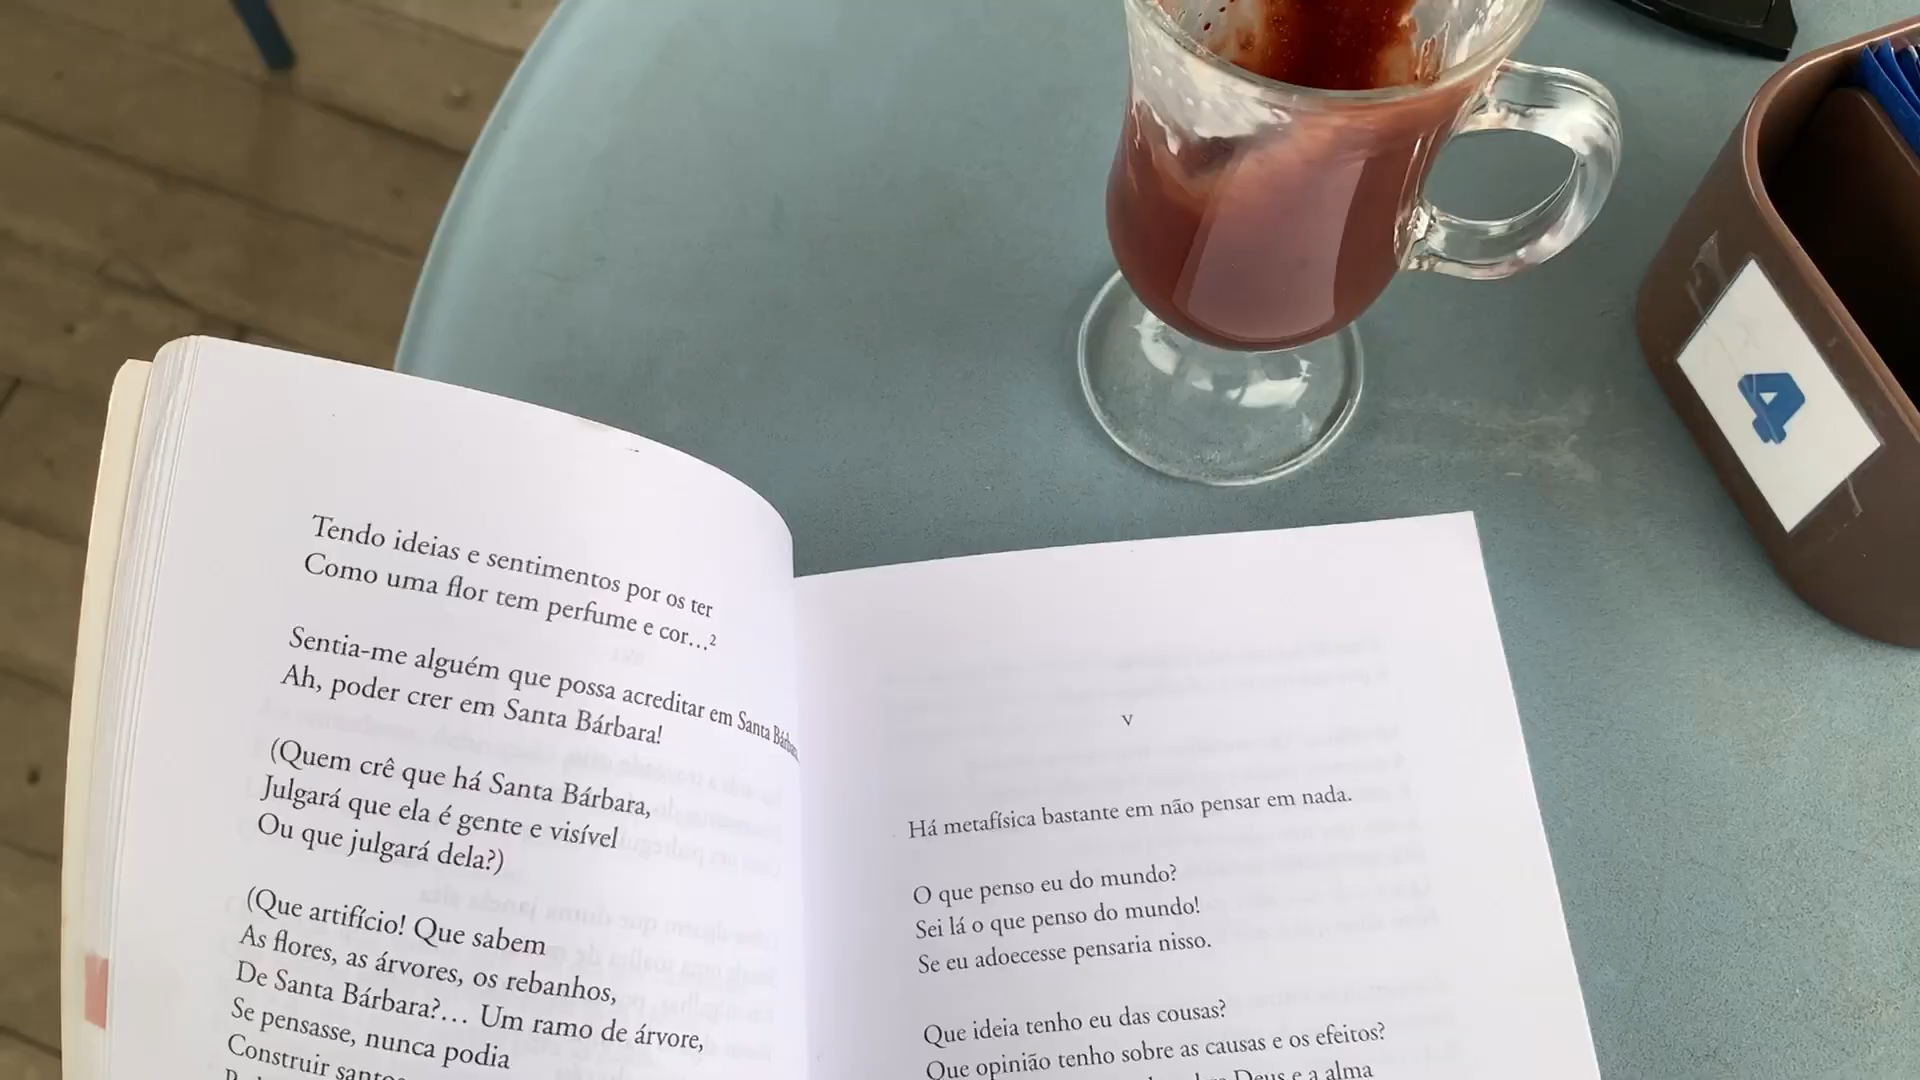 Tendo ideias e sentimentos por os ter
Como uma flor tem perfume e cor...²
Sentia-me alguém que possa acreditar em Santa Bárbara
Ah, poder crer em Santa Bárbara!
(Quem crê que há Santa Bárbara,
Julgará que ela é gente e visível
Ou que julgará dela?)
(Que artifício! Que sabem
As flores, as árvores, os rebanhos,
De Santa Bárbara?... Um ramo de árvore,
Se pensasse, nunca podia
Construir
V
Há metafísica bastante em não pensar em nada.
O que penso eu do mundo?
Sei lá o que penso do mundo!
Se eu adoecesse pensaria nisso.
Que ideia tenho eu das cousas?
Que opinião tenho sobre as causas e os efeitos?
Deus e a alma
4